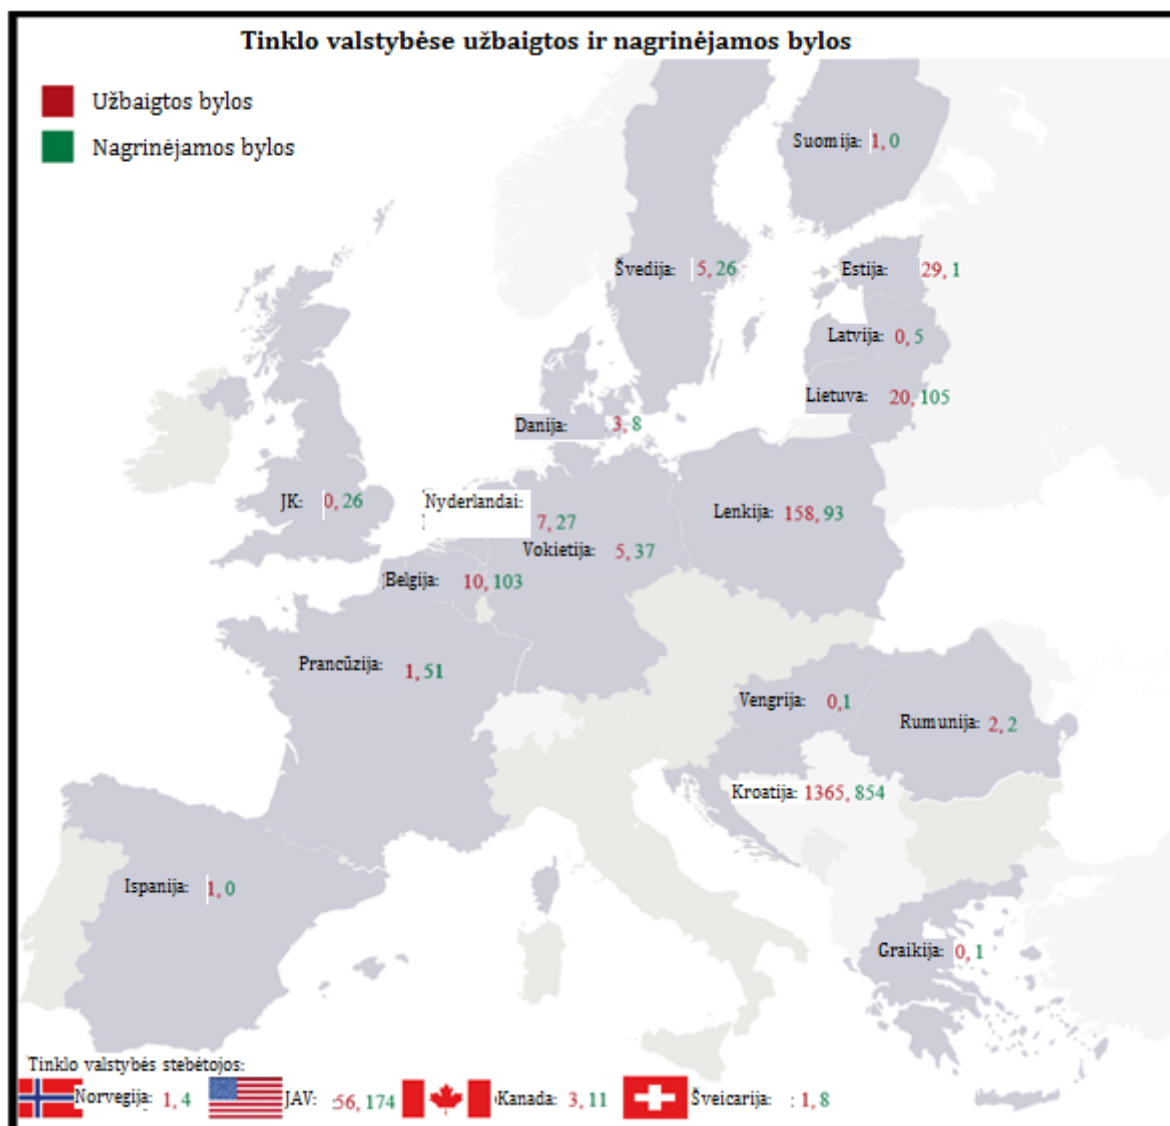 Tinklo valstybėse užbaigtos ir nagrinėjamos bylos
Užbaigtos bylos
Nagrinėjamos bylos
Suomija: 1, 0
Švedija: 5, 26
Estija: 29, 1
Latvija: 0, 5
Lietuva: 20, 105
Danija: 3, 8
JK: 0, 26
Nyderlandai:
7, 27
Lenkija: 158, 93
Vokietija: 5, 37
Belgija: 10, 103
Prancūzija: 1, 51
Vengrija: 0,1
Rumunija: 2, 2
Kroatija: 1365, 854
Ispanija: 1, 0
Graikija: 0, 1
Tinklo valstybės stebėtojos:
Norvegija: 1, 4 JAV: 56, 174 Kanada: 3, 11 Šveicarija: : 1, 8